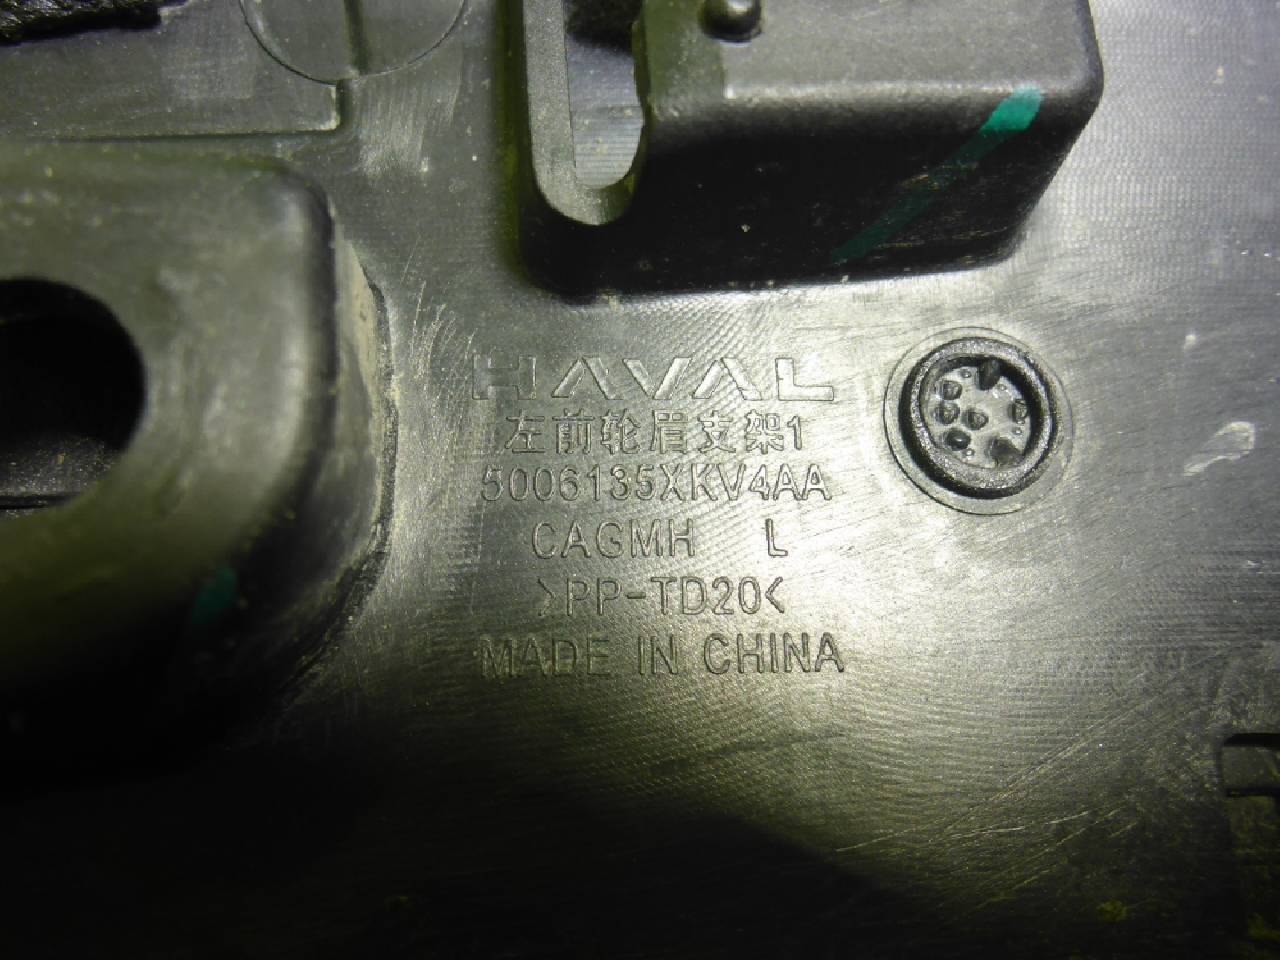 HAVAL
左前轮眉支架1
5006135XKV4AA
CAGMH L
>PP-TD20<
MADE IN CHINA